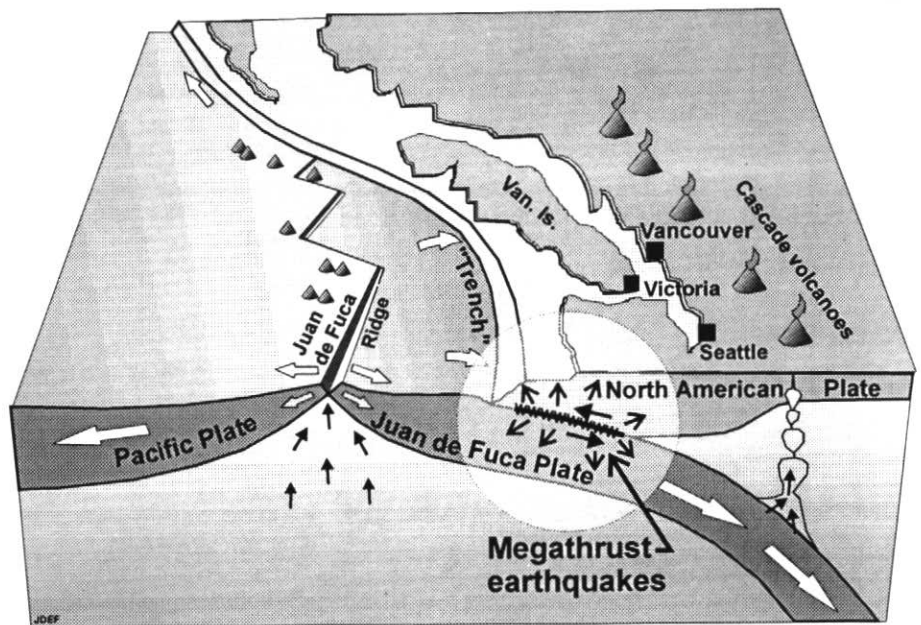 Van. Is.
Cascade volcanoes
Vancouver
"Trench"
Victoria
Juan
de Fuca
Ridge
Seattle
North American
Plate
Pacific Plate
Juan de Fuca Plate
Megathrust
earthquakes
JDEF